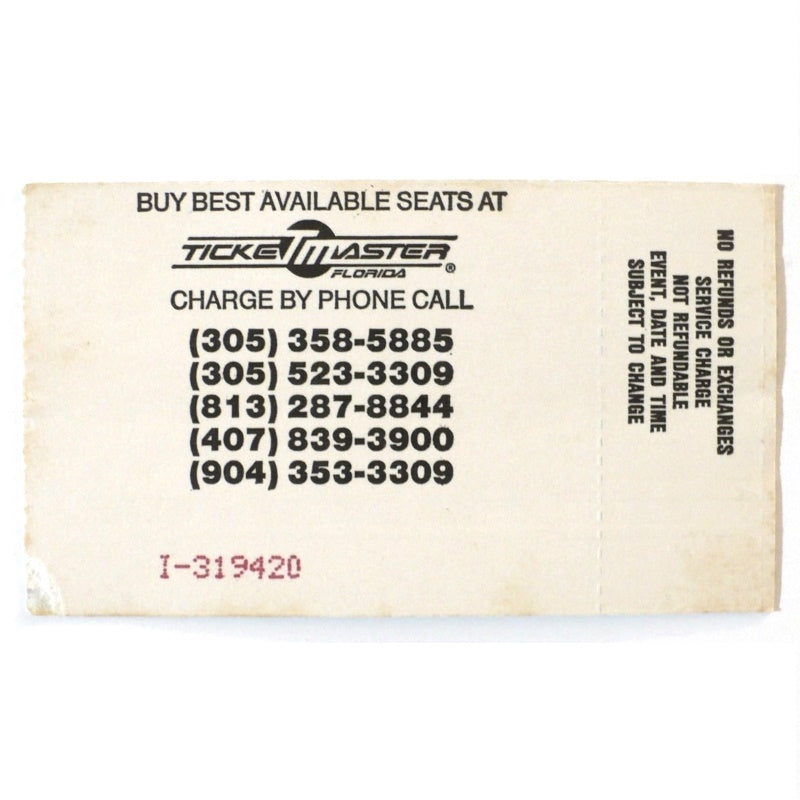 BUY BEST AVAILABLE SEATS AT
TICKETMASTER
FLORIDA ®
CHARGE BY PHONE CALL
(305) 358-5885
(305) 523-3309
(813) 287-8844
(407) 839-3900
(904) 353-3309
I-319420
NO REFUNDS OR EXCHANGES
SERVICE CHARGE
NOT REFUNDABLE
EVENT, DATE AND TIME
SUBJECT TO CHANGE